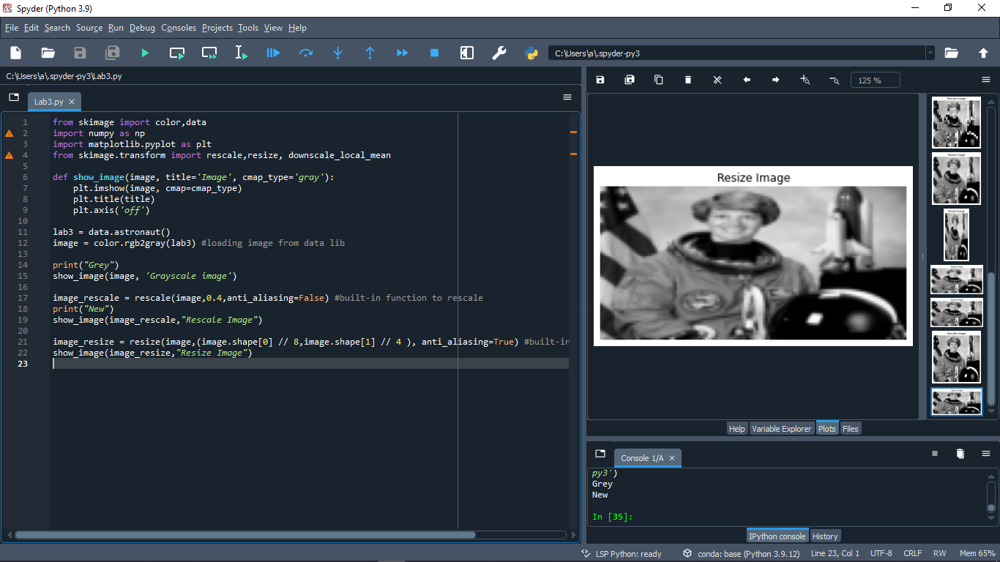 Spyder (Python 3.9)
File Edit Search Source Run Debug Consoles Projects Tools View Help
C:\Users\a\.spyder-py3
C:\Users\a\.spyder-py3\Lab3.py
Lab3.py
1 from skimage import color,data
2 import numpy as np
3 import matplotlib.pyplot as plt
4 from skimage.transform import rescale,resize, downscale_local_mean
5
6 def show_image(image, title='Image', cmap_type='gray'):
7 plt.imshow(image, cmap=cmap_type)
8 plt.title(title)
9 plt.axis('off')
10
11 lab3 = data.astronaut()
12 image = color.rgb2gray(lab3) #loading image from data lib
13
14 print("Grey")
15 show_image(image, 'Grayscale image')
16
17 image_rescale = rescale(image,0.4,anti_aliasing=False) #built-in function to rescale
18 print("New")
19 show_image(image_rescale,"Rescale Image")
20
21 image_resize = resize(image,(image.shape[0] // 8,image.shape[1] // 4 ), anti_aliasing=True) #built-in
22 show_image(image_resize,"Resize Image")
23
125 %
Resize Image
Rescale Image
Resize Image
Help Variable Explorer Plots Files
Console 1/A
py3')
Grey
New
In [35]:
IPython console History
LSP Python: ready conda: base (Python 3.9.12) Line 23, Col 1 UTF-8 CRLF RW Mem 65%